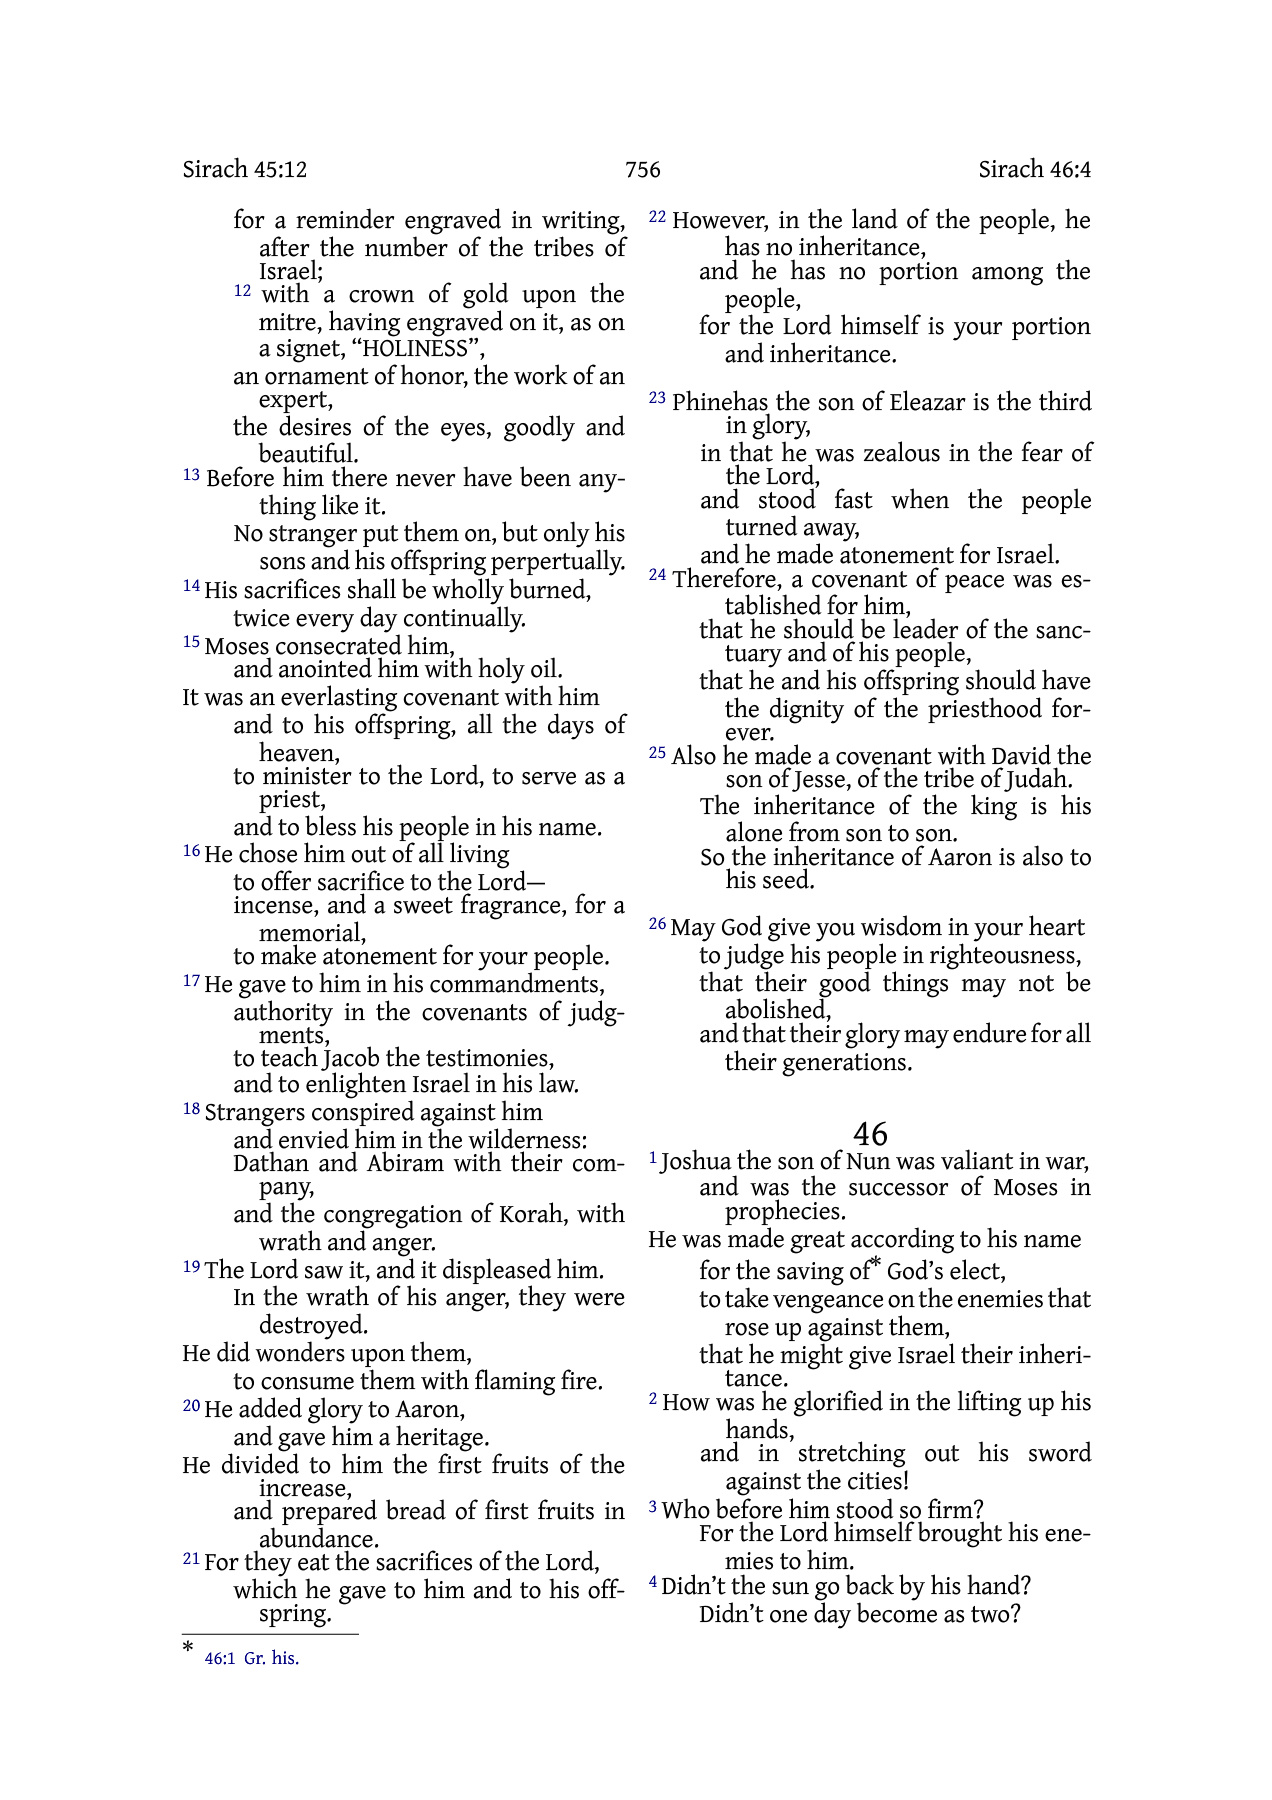 Sirach 45:12 756 Sirach 46:4
for a reminder engraved in writing,
after the number of the tribes of
Israel;
12 with a crown of gold upon the
mitre, having engraved on it, as on
a signet, “HOLINESS”,
an ornament of honor, the work of an
expert,
the desires of the eyes, goodly and
beautiful.
13 Before him there never have been any-
thing like it.
No stranger put them on, but only his
sons and his offspring perpetually.
14 His sacrifices shall be wholly burned,
twice every day continually.
15 Moses consecrated him,
and anointed him with holy oil.
It was an everlasting covenant with him
and to his offspring, all the days of
heaven,
to minister to the Lord, to serve as a
priest,
and to bless his people in his name.
16 He chose him out of all living
to offer sacrifice to the Lord—
incense, and a sweet fragrance, for a
memorial,
to make atonement for your people.
17 He gave to him in his commandments,
authority in the covenants of judg-
ments,
to teach Jacob the testimonies,
and to enlighten Israel in his law.
18 Strangers conspired against him
and envied him in the wilderness:
Dathan and Abiram with their com-
pany,
and the congregation of Korah, with
wrath and anger.
19 The Lord saw it, and it displeased him.
In the wrath of his anger, they were
destroyed.
He did wonders upon them,
to consume them with flaming fire.
20 He added glory to Aaron,
and gave him a heritage.
He divided to him the first fruits of the
increase,
and prepared bread of first fruits in
abundance.
21 For they eat the sacrifices of the Lord,
which he gave to him and to his off-
spring.
22 However, in the land of the people, he
has no inheritance,
and he has no portion among the
people,
for the Lord himself is your portion
and inheritance.
23 Phinehas the son of Eleazar is the third
in glory,
in that he was zealous in the fear of
the Lord,
and stood fast when the people
turned away,
and he made atonement for Israel.
24 Therefore, a covenant of peace was es-
tablished for him,
that he should be leader of the sanc-
tuary and of his people,
that he and his offspring should have
the dignity of the priesthood for-
ever.
25 Also he made a covenant with David the
son of Jesse, of the tribe of Judah.
The inheritance of the king is his
alone from son to son.
So the inheritance of Aaron is also to
his seed.
26 May God give you wisdom in your heart
to judge his people in righteousness,
that their good things may not be
abolished,
and that their glory may endure for all
their generations.
46
1 Joshua the son of Nun was valiant in war,
and was the successor of Moses in
prophecies.
He was made great according to his name
for the saving of* God’s elect,
to take vengeance on the enemies that
rose up against them,
that he might give Israel their inheri-
tance.
2 How was he glorified in the lifting up his
hands,
and in stretching out his sword
against the cities!
3 Who before him stood so firm?
For the Lord himself brought his ene-
mies to him.
4 Didn’t the sun go back by his hand?
Didn’t one day become as two?
* 46:1 Gr. his.